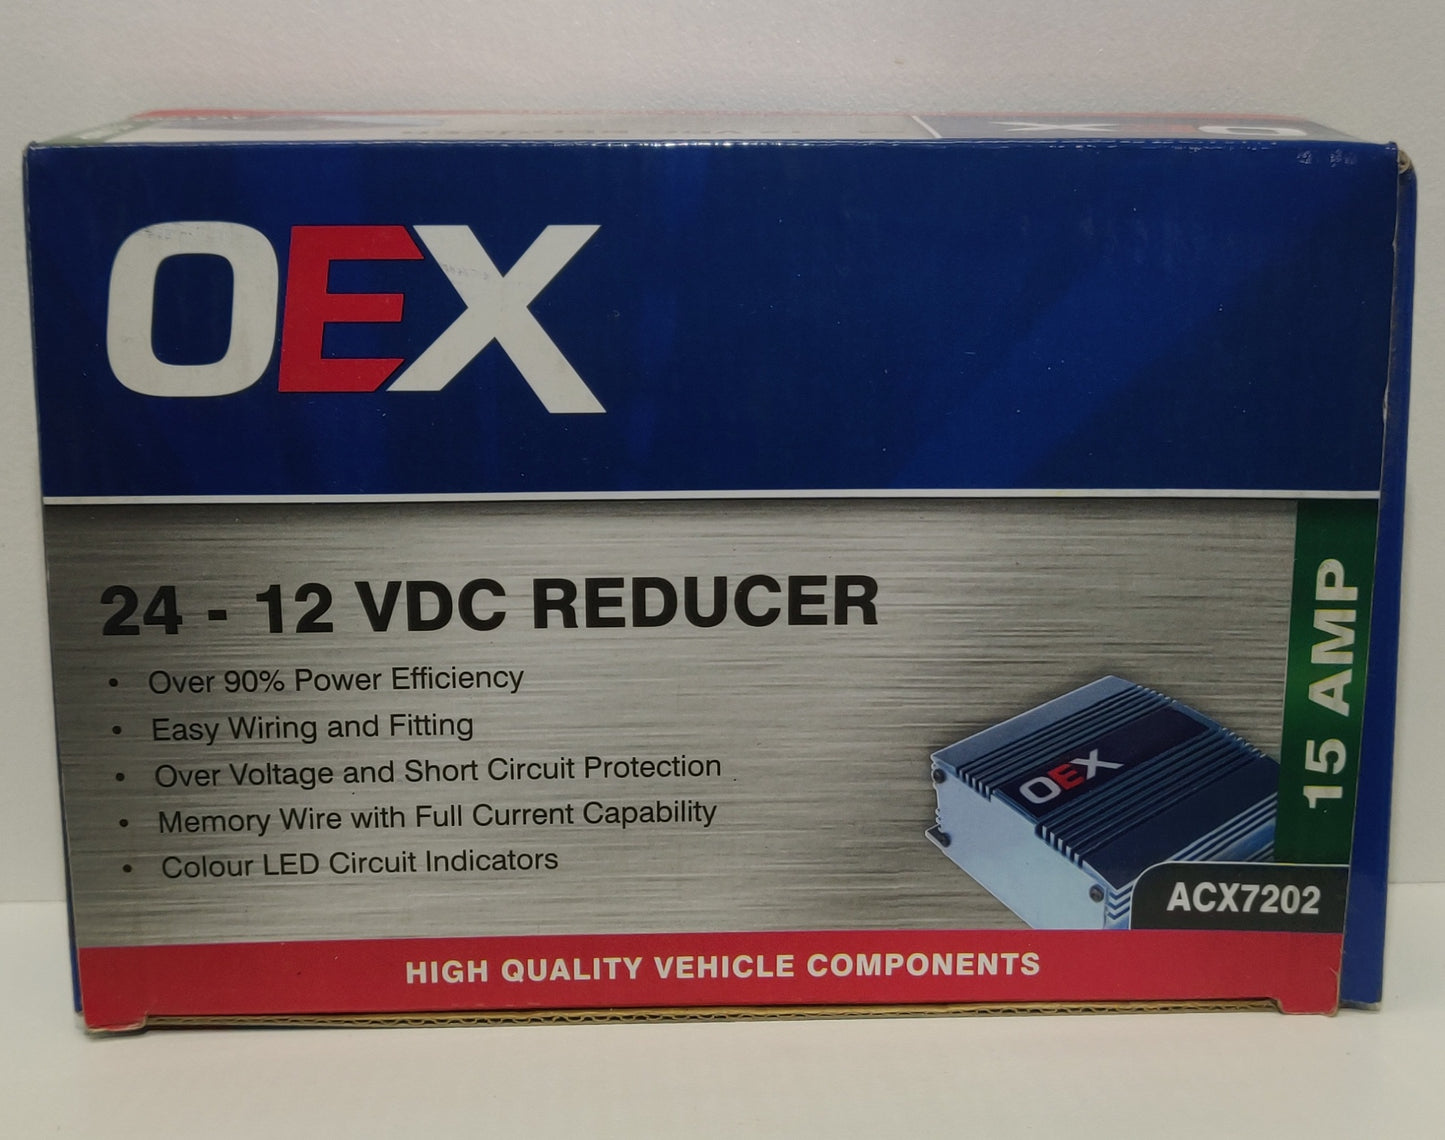 OEX
OEX
24 - 12 VDC REDUCER
• Over 90% Power Efficiency
• Easy Wiring and Fitting
• Over Voltage and Short Circuit Protection
• Memory Wire with Full Current Capability
• Colour LED Circuit Indicators
15 AMP
OEX
ACX7202
HIGH QUALITY VEHICLE COMPONENTS